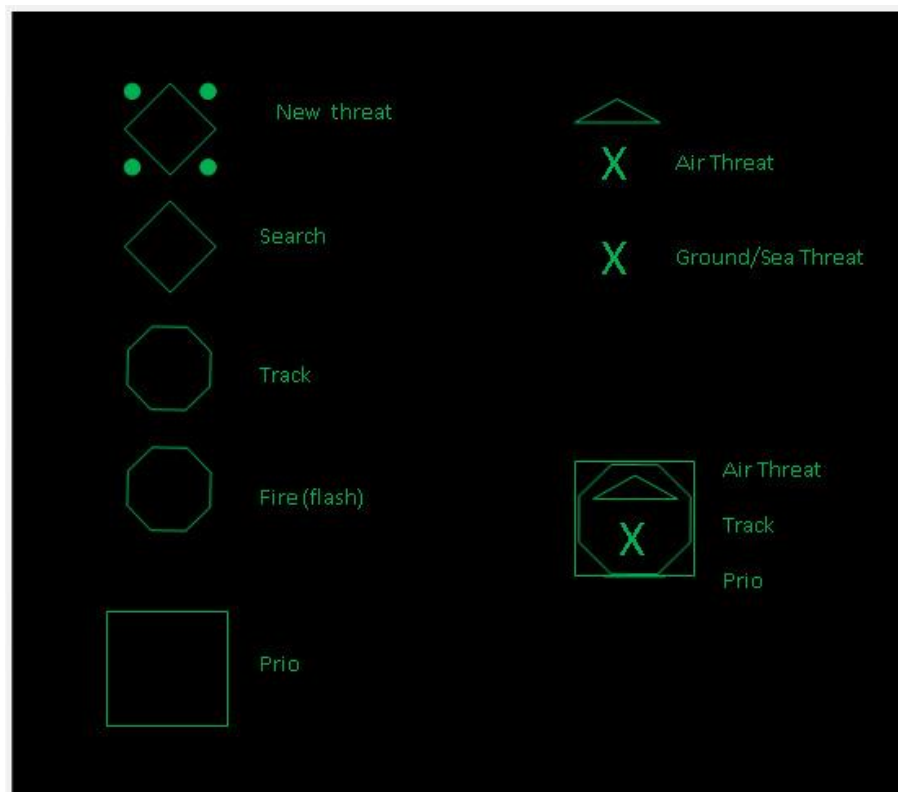 New threat
Search
Track
Fire (flash)
Prio
X
Air Threat
X
Ground/Sea Threat
X
Air Threat
Track
Prio